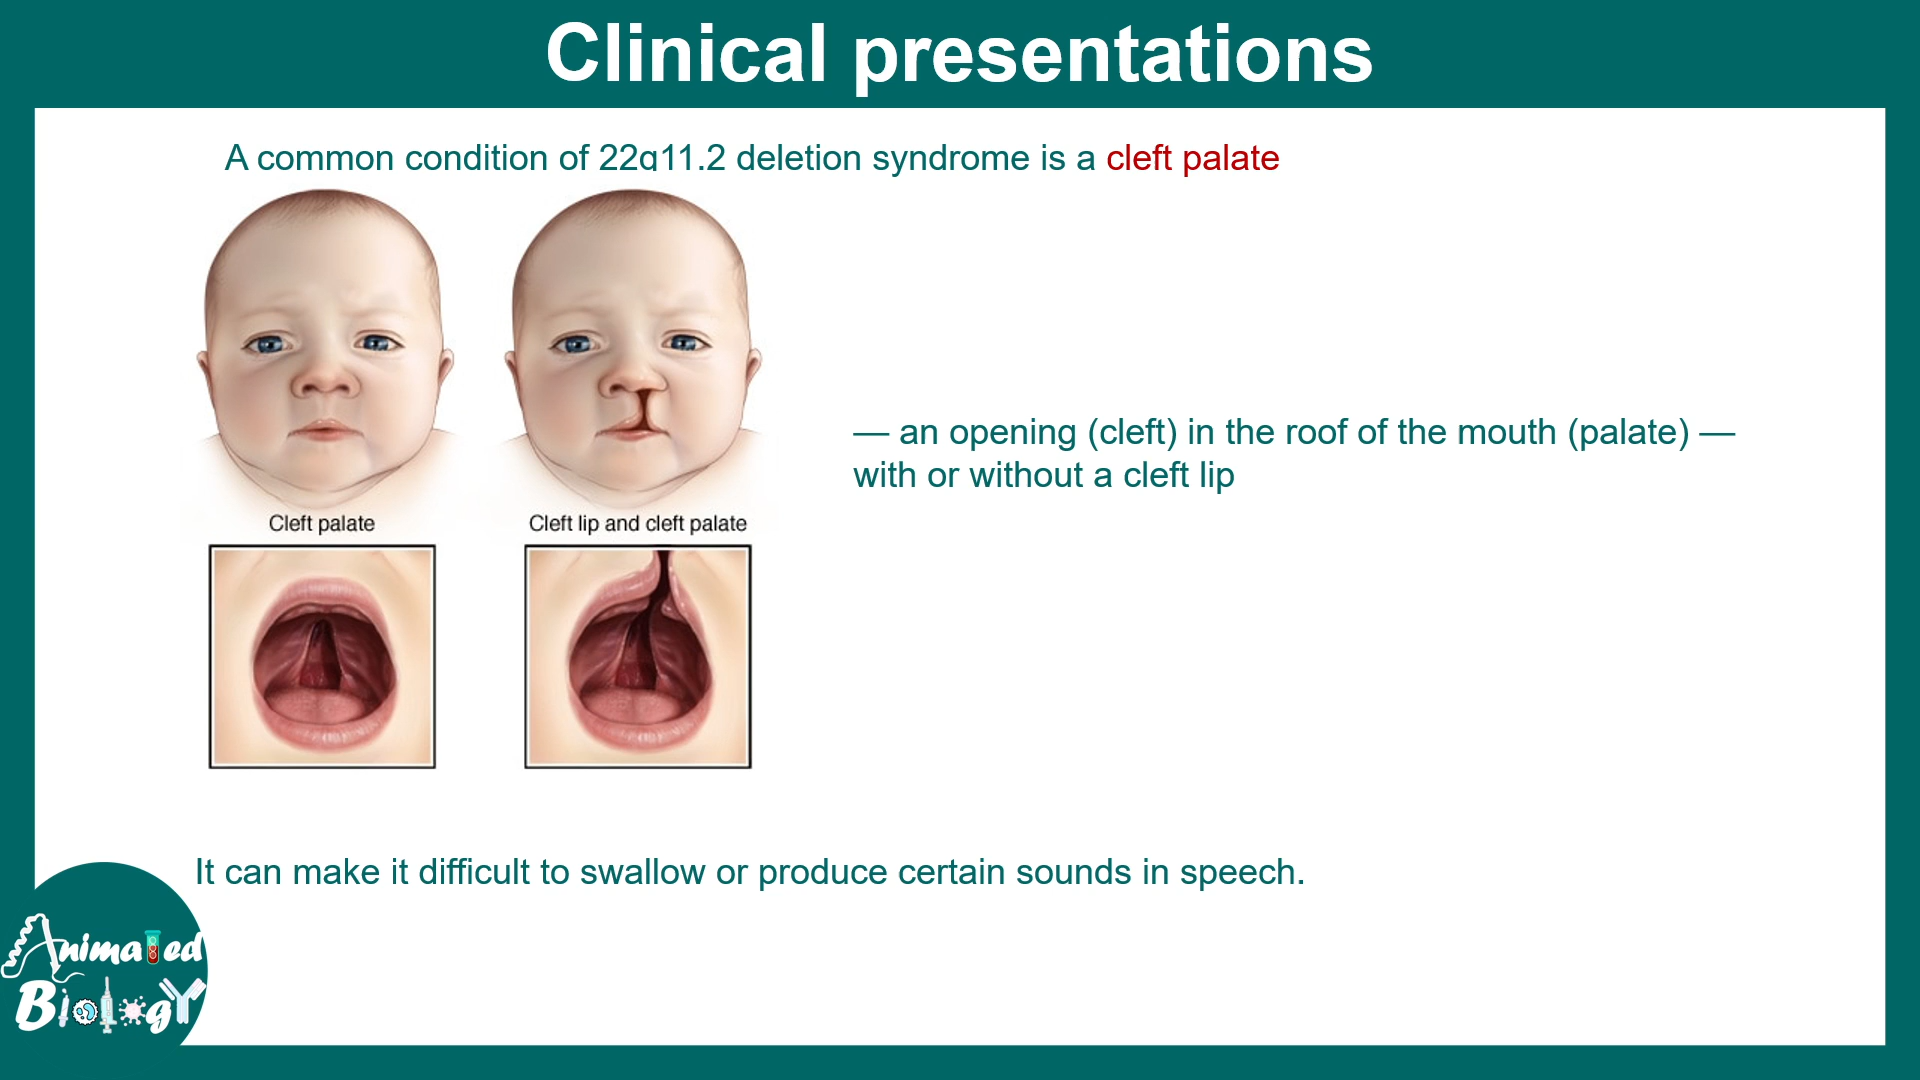 Clinical presentations
A common condition of 22q11.2 deletion syndrome is a cleft palate
— an opening (cleft) in the roof of the mouth (palate) —
with or without a cleft lip
Cleft palate
Cleft lip and cleft palate
It can make it difficult to swallow or produce certain sounds in speech.
Animated
BiologY